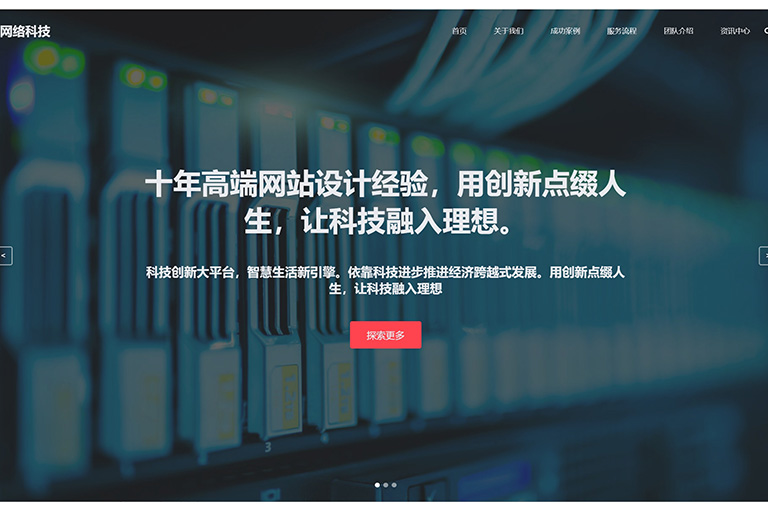 网络科技
首页 关于我们 成功案例 服务流程 团队介绍 资讯中心
十年高端网站设计经验，用创新点缀人
生，让科技融入理想。
<
科技创新大平台，智慧生活新引擎。依靠科技进步推进经济跨越式发展。用创新点缀人
生，让科技融入理想
探索更多
3